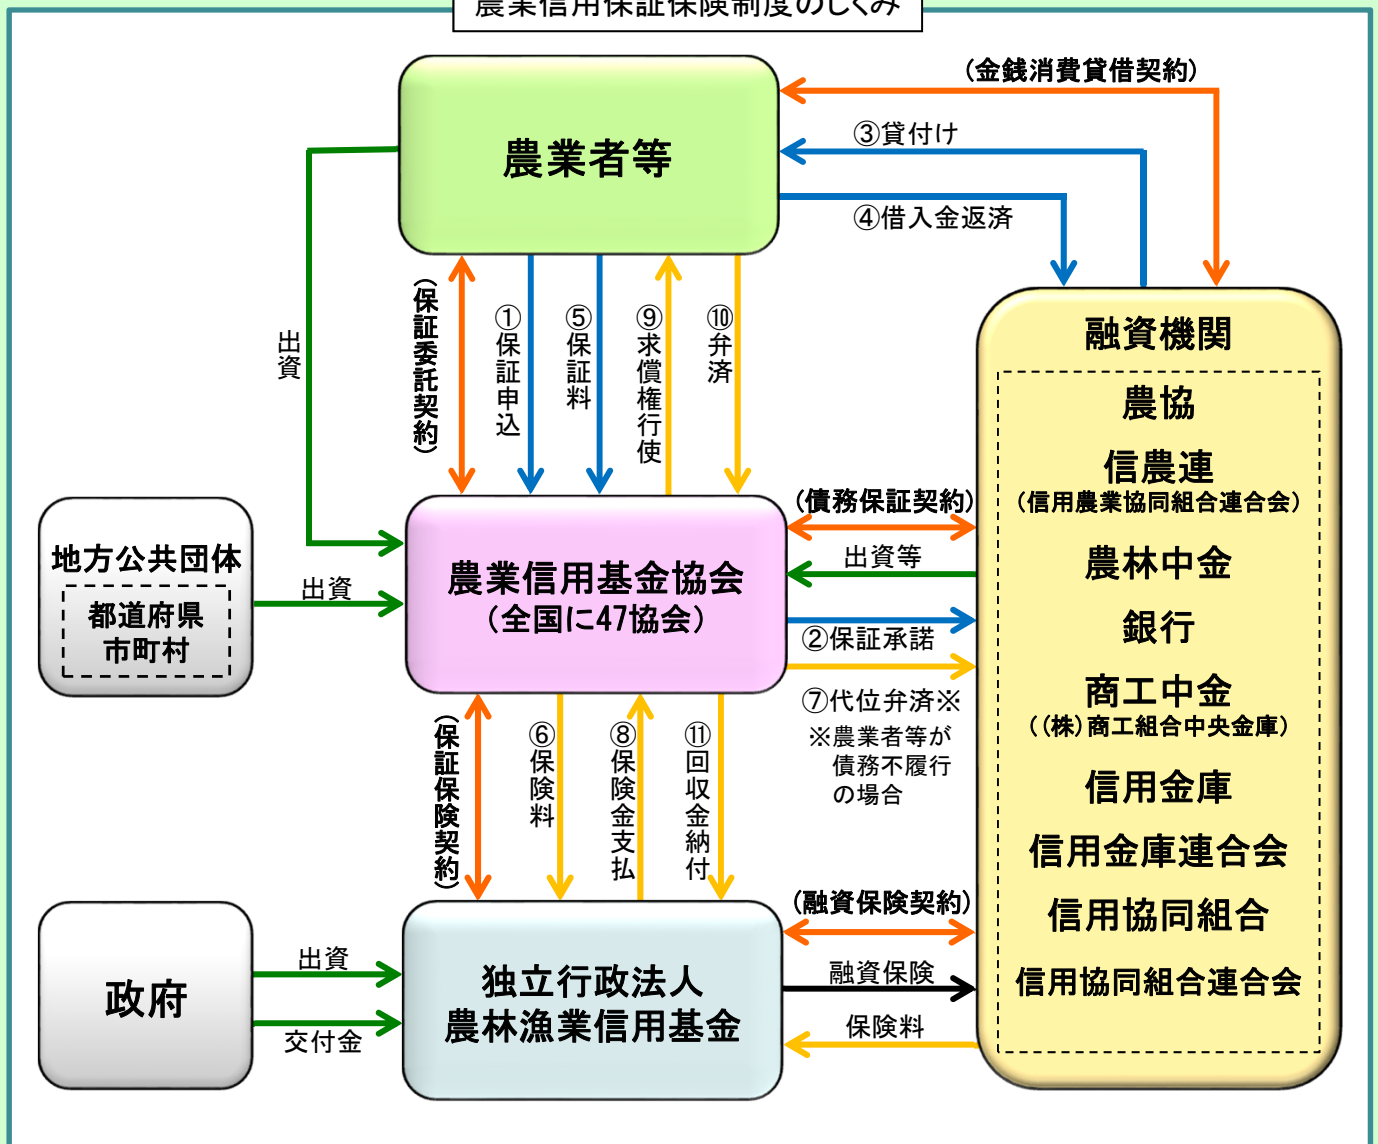 農業信用保証保険制度のしくみ
農業者等
(金銭消費貸借契約)
③貸付け
④借入金返済
出資
(保証委託契約)
①保証申込
⑤保証料
⑨求償権行使
⑩弁済
融資機関
農協
信農連
(信用農業協同組合連合会)
農林中金
銀行
商工中金
((株)商工組合中央金庫)
信用金庫
信用金庫連合会
信用協同組合
信用協同組合連合会
地方公共団体
都道府県
市町村
出資
農業信用基金協会
(全国に47協会)
(債務保証契約)
出資等
②保証承諾
⑦代位弁済※
※農業者等が
債務不履行
の場合
(保証保険契約)
⑥保険料
⑧保険金支払
⑪回収金納付
政府
出資
交付金
独立行政法人
農林漁業信用基金
(融資保険契約)
融資保険
保険料